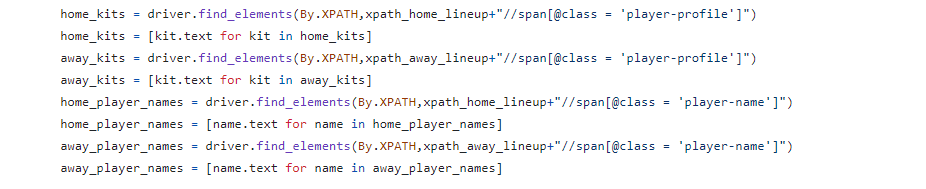 home_kits = driver.find_elements(By.XPATH,xpath_home_lineup+"//span[@class = 'player-profile']")
home_kits = [kit.text for kit in home_kits]
away_kits = driver.find_elements(By.XPATH,xpath_away_lineup+"//span[@class = 'player-profile']")
away_kits = [kit.text for kit in away_kits]
home_player_names = driver.find_elements(By.XPATH,xpath_home_lineup+"//span[@class = 'player-name']")
home_player_names = [name.text for name in home_player_names]
away_player_names = driver.find_elements(By.XPATH,xpath_away_lineup+"//span[@class = 'player-name']")
away_player_names = [name.text for name in away_player_names]